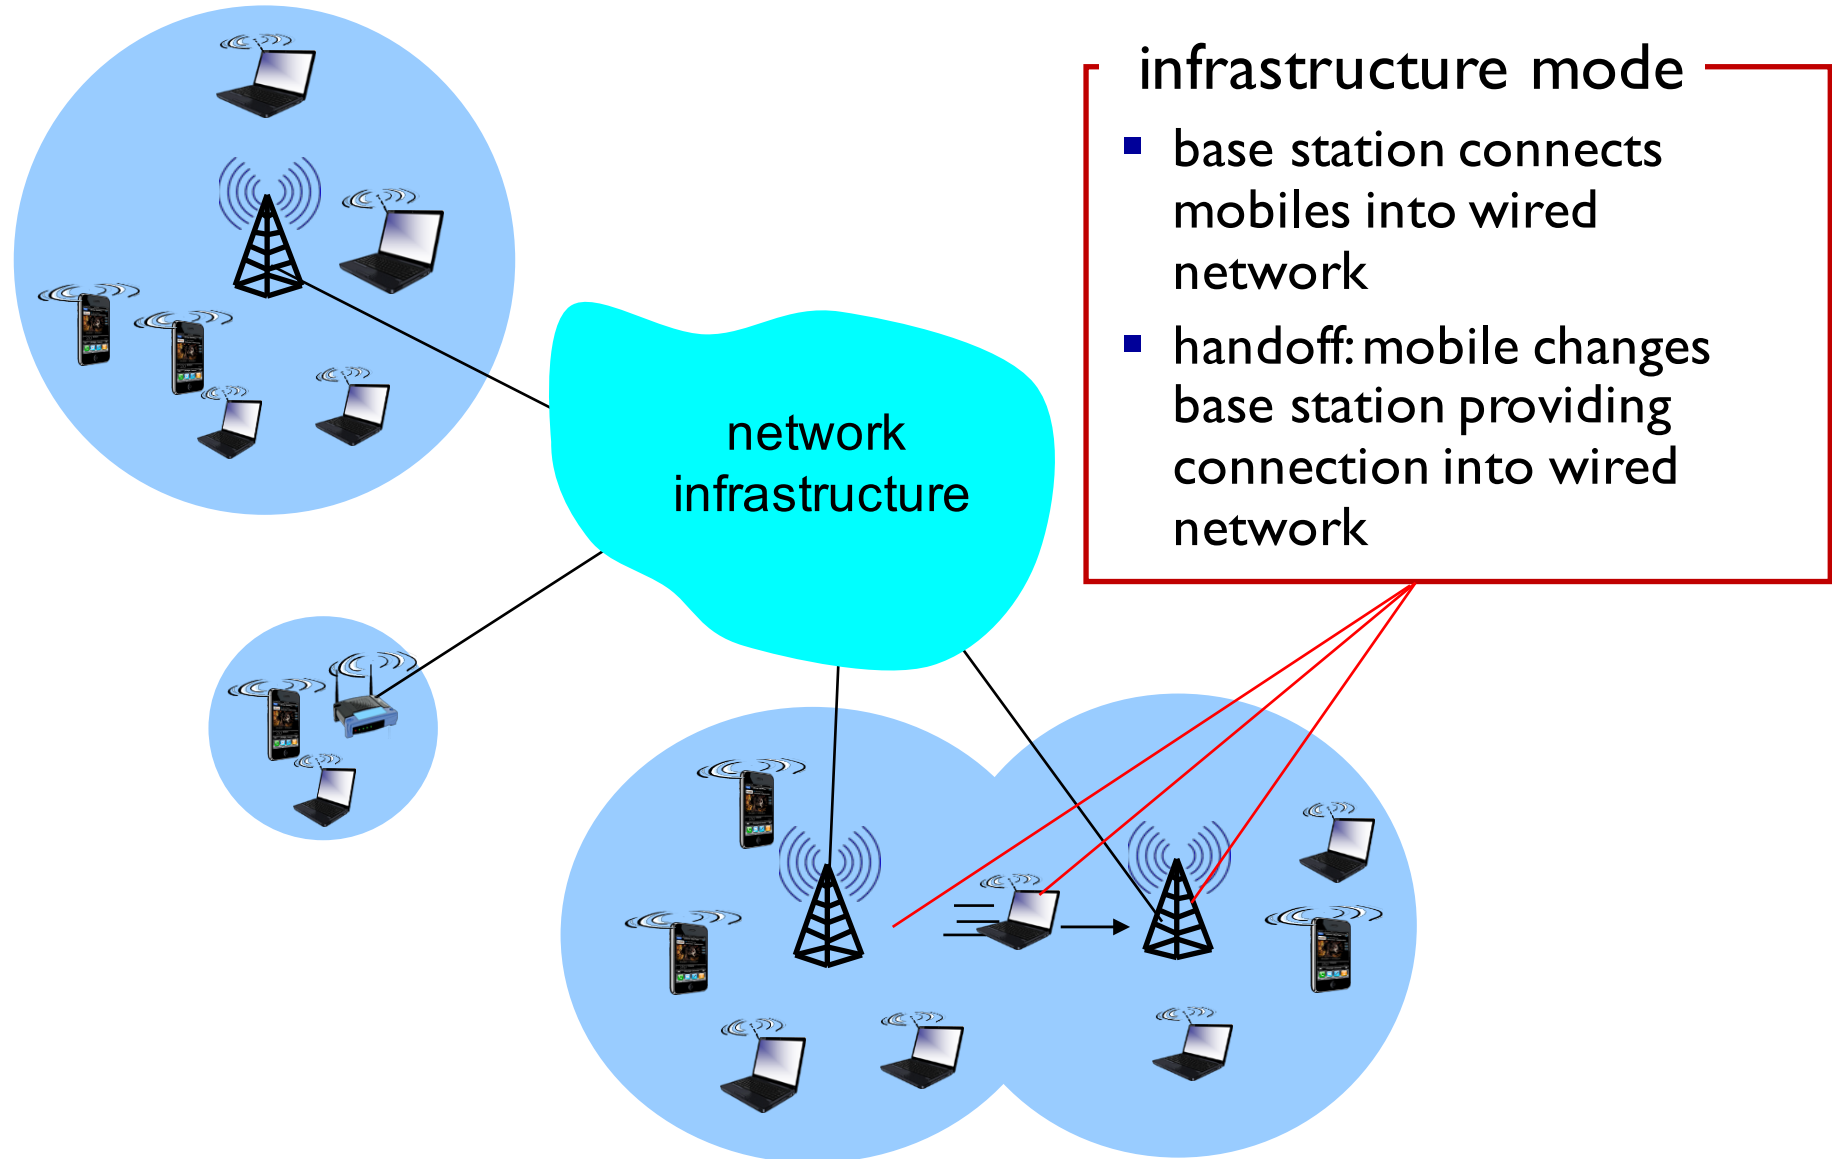 infrastructure mode
base station connects
mobiles into wired
network
handoff: mobile changes
base station providing
connection into wired
network
network
infrastructure